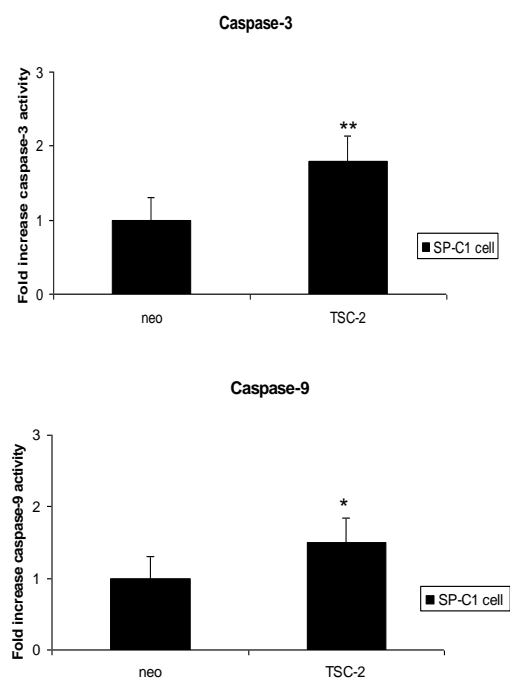 Caspase-3
Fold increase caspase-3 activity
3
2
1
0
**
neo
TSC-2
SP-C1 cell
Caspase-9
Fold increase caspase-9 activity
3
2
1
0
*
neo
TSC-2
SP-C1 cell